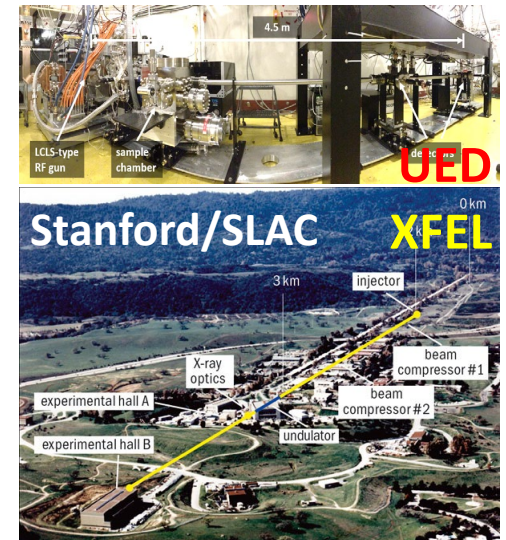 4.5 m
LCLS-type
RF gun
sample
chamber
UED
Stanford/SLAC
XFEL
0 km
3 km
injector
beam
compressor #1
X-ray
optics
beam
compressor #2
experimental hall A
undulator
experimental hall B